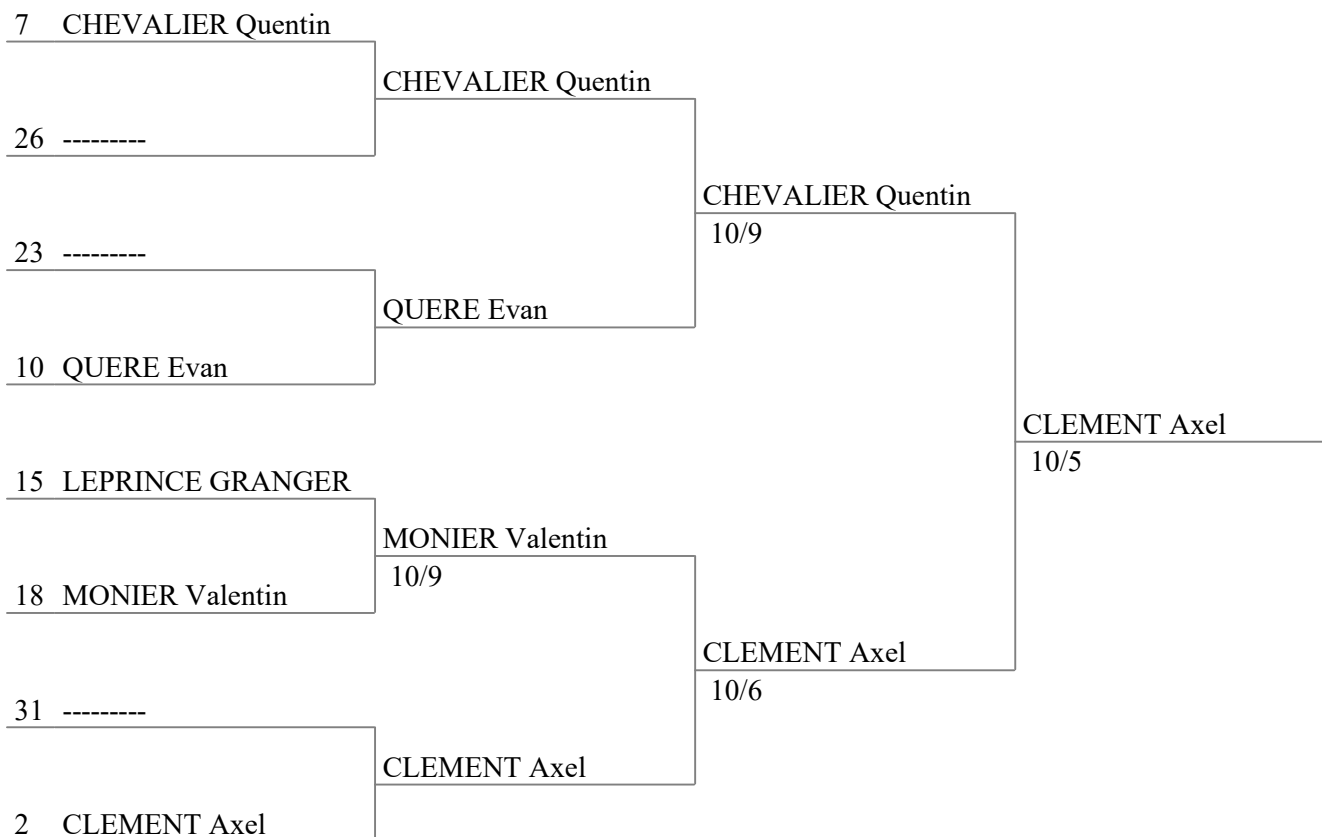 7 CHEVALIER Quentin
CHEVALIER Quentin
26 ---------
CHEVALIER Quentin
10/9
23 ---------
QUERE Evan
10 QUERE Evan
CLEMENT Axel
10/5
15 LEPRINCE GRANGER
MONIER Valentin
10/9
18 MONIER Valentin
CLEMENT Axel
10/6
31 ---------
CLEMENT Axel
2 CLEMENT Axel